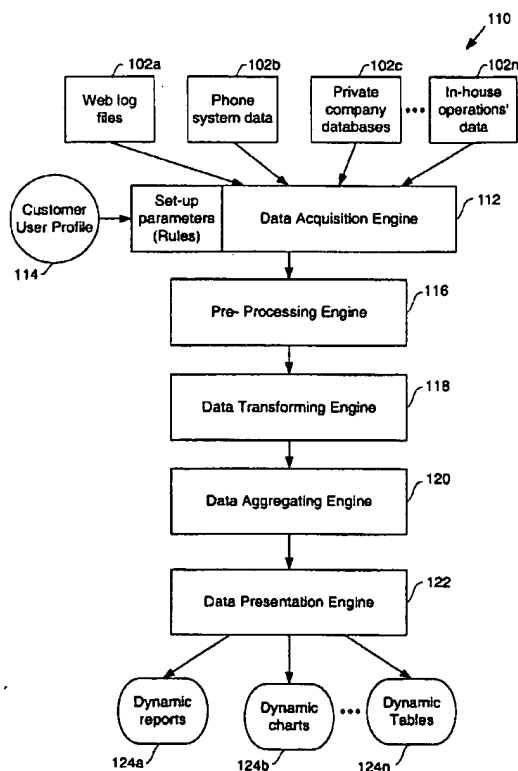 110
102a
102b
102c
102n
Web log
files
Phone
system data
Private
company
databases
•••
In-house
operations'
data
Customer
User Profile
114
Set-up
parameters
(Rules)
Data Acquisition Engine
112
Pre- Processing Engine
116
Data Transforming Engine
118
Data Aggregating Engine
120
Data Presentation Engine
122
Dynamic
reports
124a
Dynamic
charts
124b
•••
Dynamic
Tables
124n